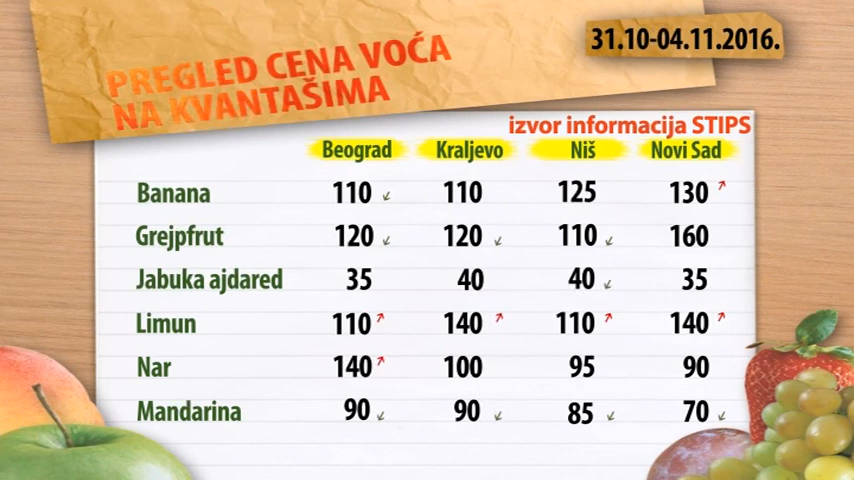 PREGLED CENA VOĆA
NA KVANTAŠIMA
31.10-04.11.2016.
izvor informacija STIPS
Beograd Kraljevo Niš Novi Sad
Banana 110 110 125 130
Grejpfrut 120 120 110 160
Jabuka ajdared 35 40 40 35
Limun 110 140 110 140
Nar 140 100 95 90
Mandarina 90 90 85 70